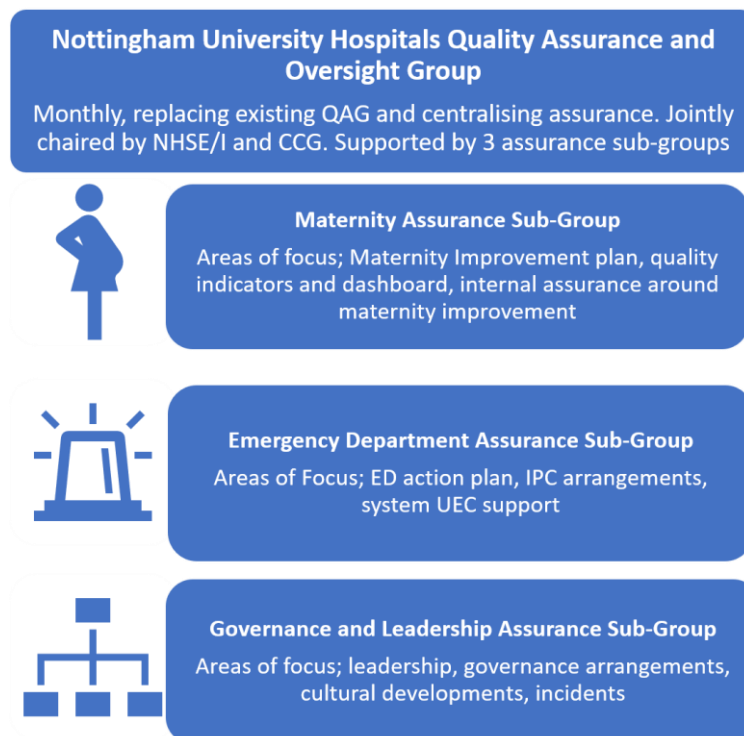 Nottingham University Hospitals Quality Assurance and
Oversight Group
Monthly, replacing existing QAG and centralising assurance. Jointly
chaired by NHSE/I and CCG. Supported by 3 assurance sub-groups
Maternity Assurance Sub-Group
Areas of focus; Maternity Improvement plan, quality
indicators and dashboard, internal assurance around
maternity improvement
Emergency Department Assurance Sub-Group
Areas of Focus; ED action plan, IPC arrangements,
system UEC support
Governance and Leadership Assurance Sub-Group
Areas of focus; leadership, governance arrangements,
cultural developments, incidents